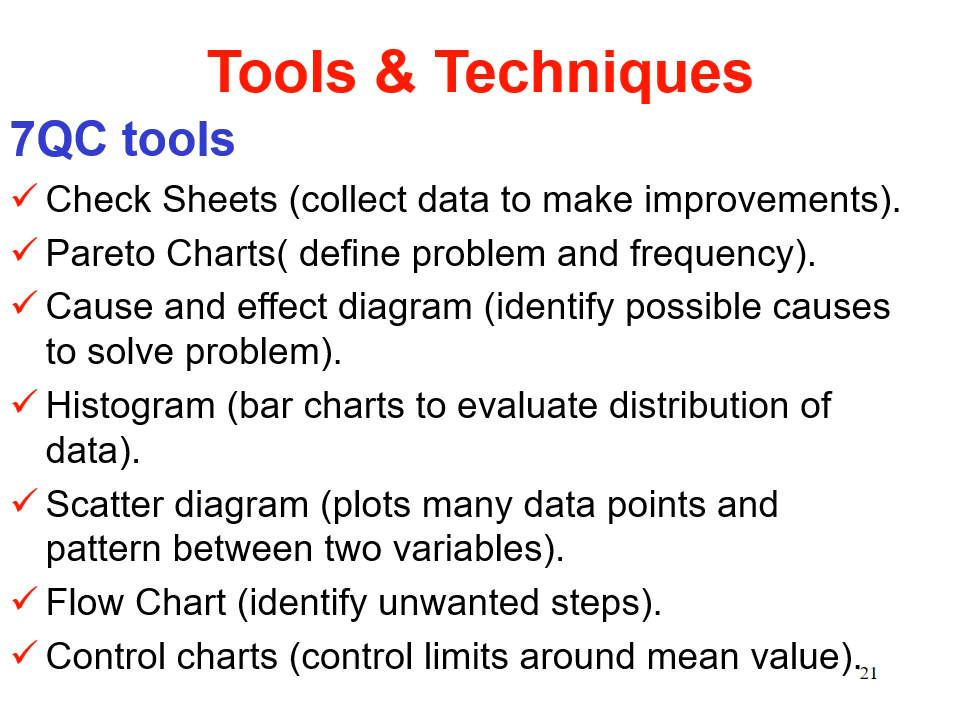 Tools & Techniques
7QC tools
✓ Check Sheets (collect data to make improvements).
✓ Pareto Charts( define problem and frequency).
✓ Cause and effect diagram (identify possible causes
to solve problem).
✓ Histogram (bar charts to evaluate distribution of
data).
✓ Scatter diagram (plots many data points and
pattern between two variables).
✓ Flow Chart (identify unwanted steps).
✓ Control charts (control limits around mean value).
21